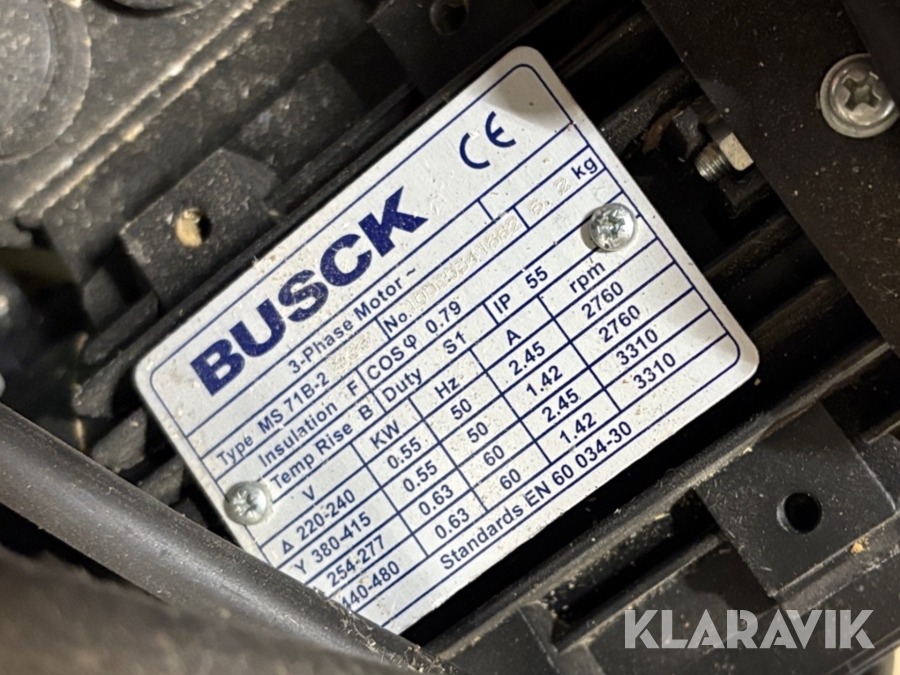 CE
BUSCK
3-Phase Motor ~
Type MS 71B-2 No. 6.2 kg
Insulation F COS φ 0.79 IP 55
Temp Rise B Duty S1
V KW Hz A rpm
Δ 220-240 0.55 50 2.45 2760
Y 380-415 0.55 50 1.42 2760
254-277 0.63 60 2.45 3310
440-480 0.63 60 1.42 3310
Standards EN 60 034-30
KLARAVIK